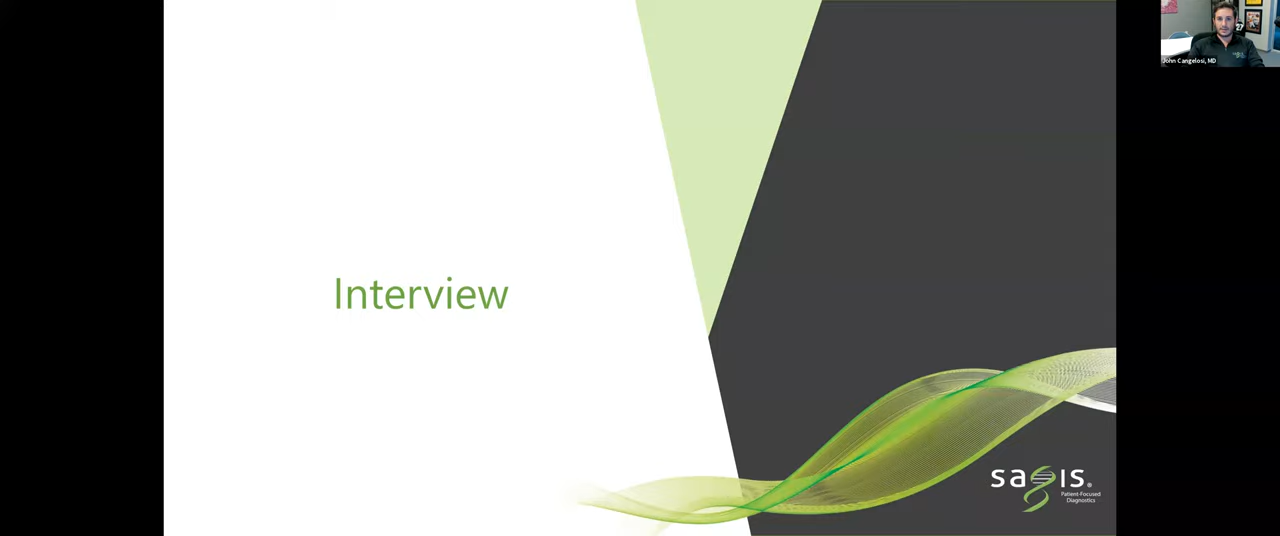 John Cangelosi, MD
Interview
sagis®
Patient-Focused
Diagnostics